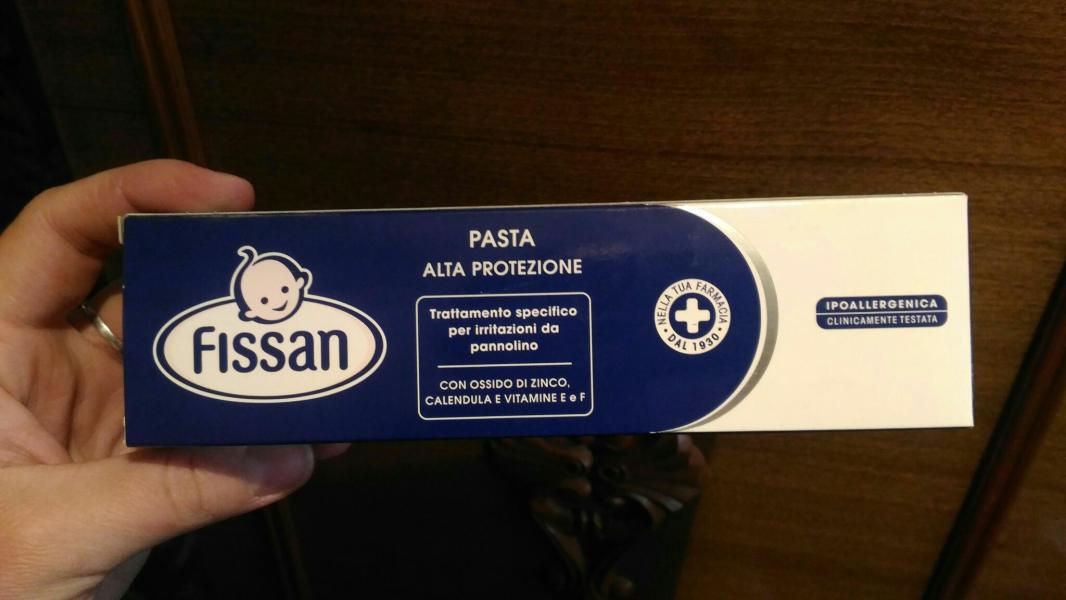 Fissan
PASTA
ALTA PROTEZIONE
Trattamento specifico
per irritazioni da
pannolino
CON OSSIDO DI ZINCO,
CALENDULA E VITAMINE E e F
NELLA TUA FARMACIA
• DAL 1930 •
IPOALLERGENICA
CLINICAMENTE TESTATA